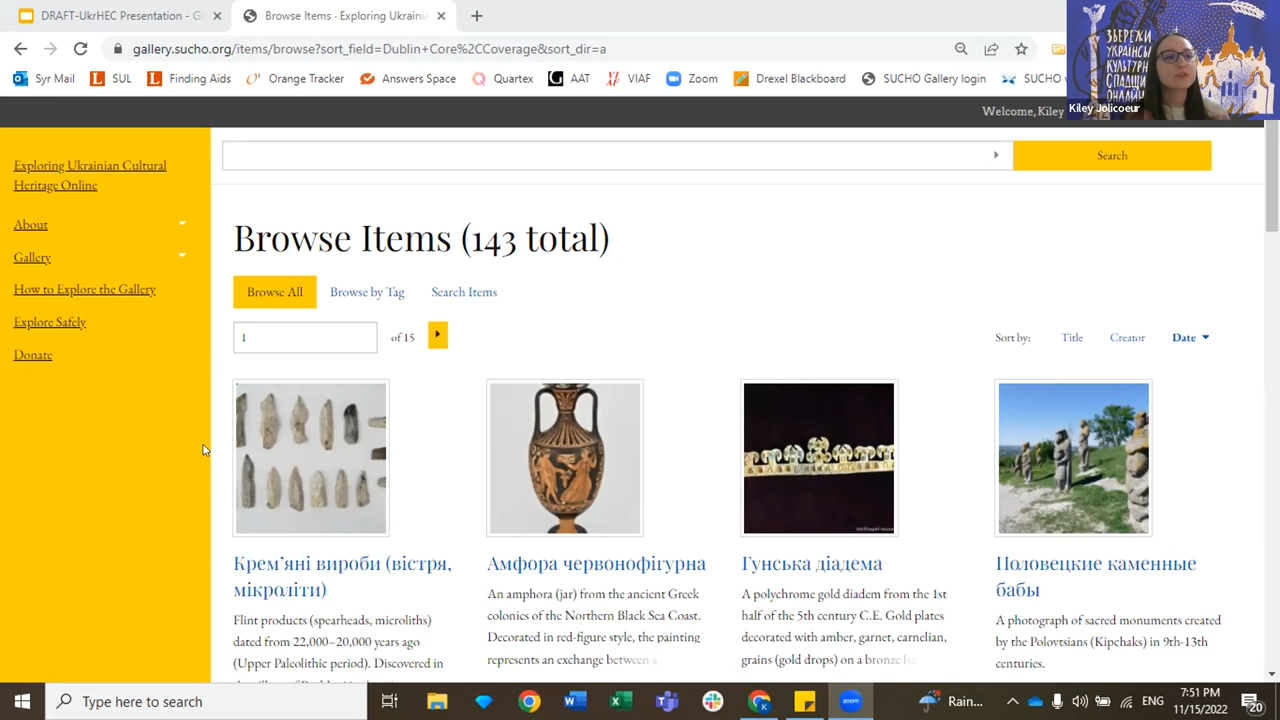 DRAFT-UkrHEC Presentation - G
Browse Items · Exploring Ukraini
gallery.sucho.org/items/browse?sort_field=Dublin+Core%2CCoverage&sort_dir=a
Syr Mail
SUL
Finding Aids
Orange Tracker
Answers Space
Quartex
AAT
VIAF
Zoom
Drexel Blackboard
SUCHO Gallery login
SUCHO
ЗБЕРЕЖИ
УКРАЇНСЬКУ
КУЛЬТУРНУ
СПАДЩИНУ
ОНЛАЙН
Kiley Jolicoeur
Welcome, Kiley
Exploring Ukrainian Cultural
Heritage Online
About
Gallery
How to Explore the Gallery
Explore Safely
Donate
Search
Browse Items (143 total)
Browse All
Browse by Tag
Search Items
1
of 15
Sort by:
Title
Creator
Date
Крем’яні вироби (вістря,
мікроліти)
Flint products (spearheads, microliths)
dated from 22,000–20,000 years ago
(Upper Paleolithic period). Discovered in
Амфора червонофігурна
An amphora (jar) from the ancient Greek
colonies of the Northern Black Sea Coast.
Decorated in red-figure style, the painting
represents an exchange between a
Гунська діадема
A polychrome gold diadem from the 1st
half of the 5th century C.E. Gold plates
decorated with amber, garnet, carnelian,
grains (gold drops) on a bronze ba
Половецкие каменные
бабы
A photograph of sacred monuments created
by the Polovtsians (Kipchaks) in 9th-13th
centuries.
Type here to search
Rain...
ENG
7:51 PM
11/15/2022
20